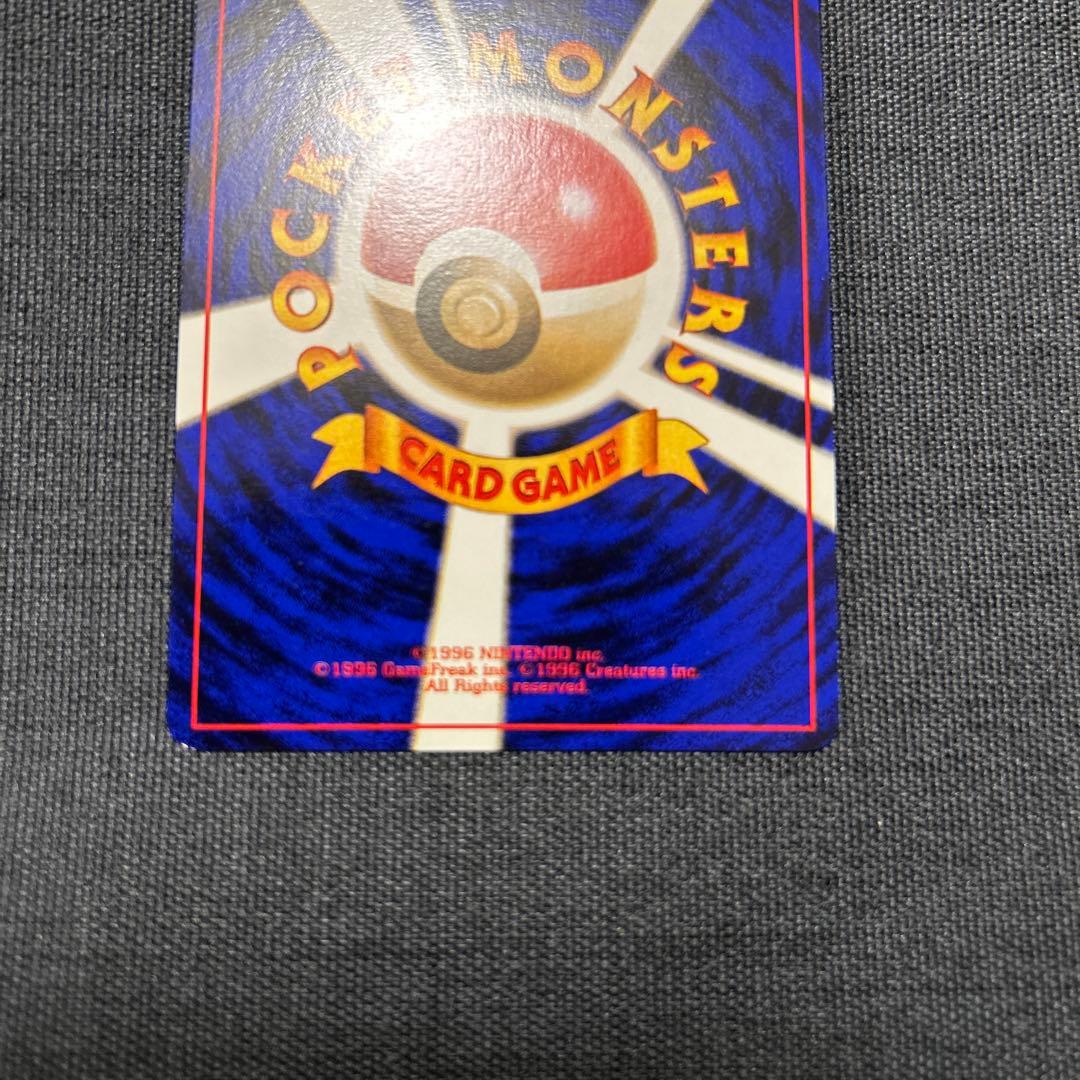 POCKET MONSTERS
CARD GAME
©1996 NINTENDO inc.
©1996 GameFreak inc. ©1996 Creatures inc.
All Rights reserved.